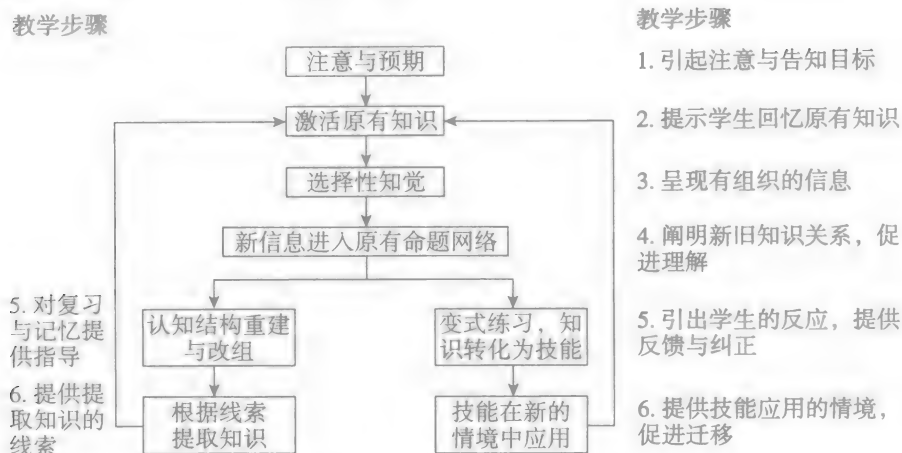 教学步骤
教学步骤
注意与预期
1. 引起注意与告知目标
激活原有知识
2. 提示学生回忆原有知识
选择性知觉
3. 呈现有组织的信息
新信息进入原有命题网络
4. 阐明新旧知识关系，促
进理解
5. 对复习
与记忆提
供指导
认知结构重建
与改组
变式练习，知
识转化为技能
5. 引出学生的反应，提供
反馈与纠正
6. 提供提
取知识的
线索
根据线索
提取知识
技能在新的
情境中应用
6. 提供技能应用的情境，
促进迁移